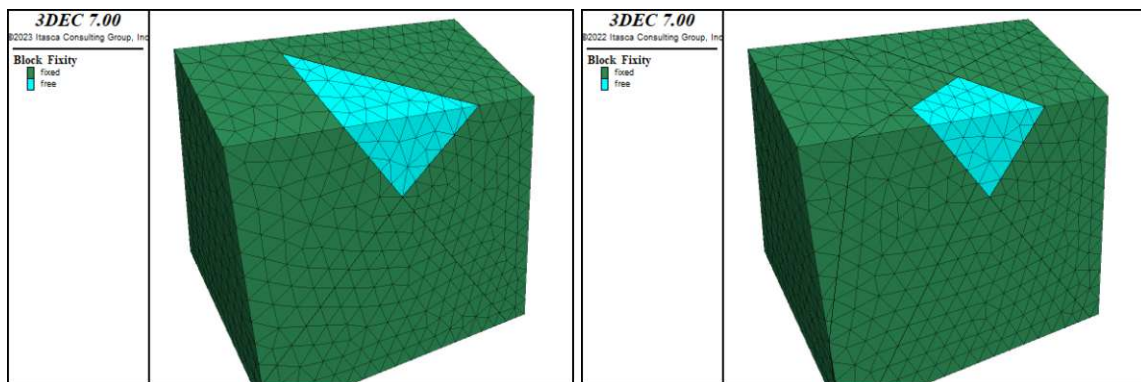 3DEC 7.00
©2023 Itasca Consulting Group, Inc
Block Fixity
fixed
free
3DEC 7.00
©2022 Itasca Consulting Group, Inc
Block Fixity
fixed
free